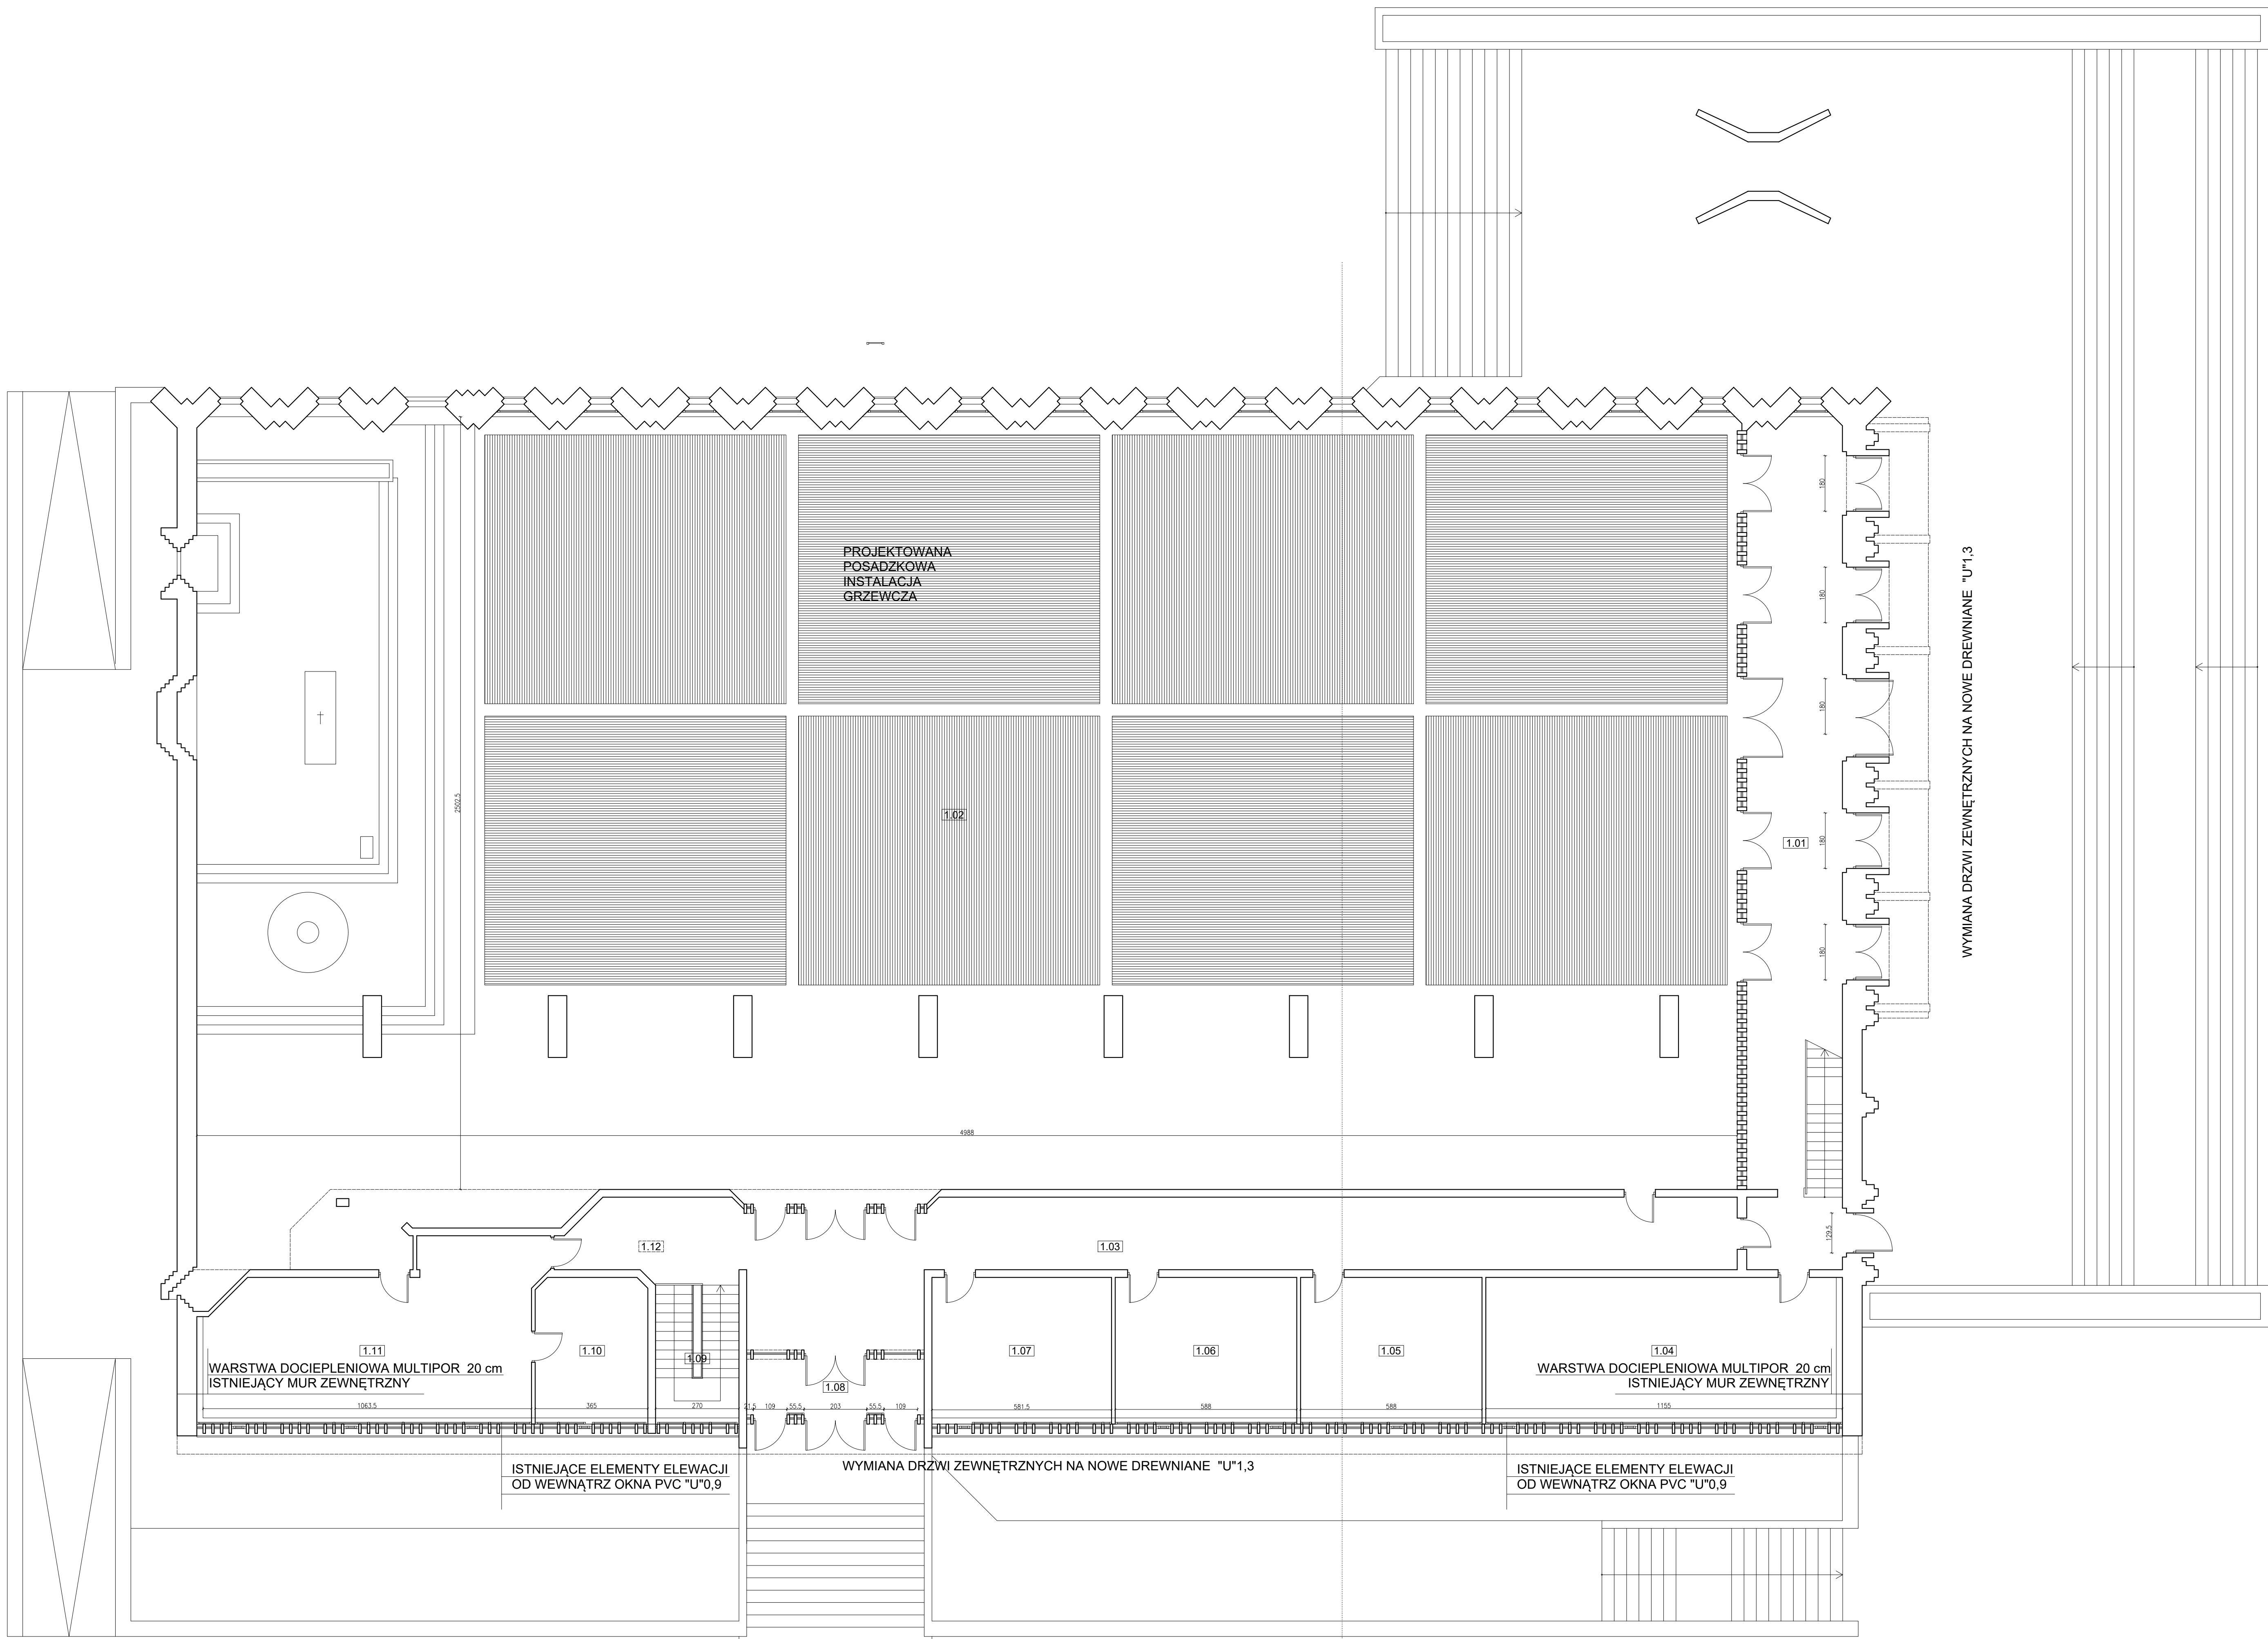 PROJEKTOWANA
POSADZKOWA
INSTALACJA
GRZEWCZA
180
180
180
180
180
WYMIANA DRZWI ZEWNĘTRZNYCH NA NOWE DREWNIANE "U"1,3
2502.5
1.02
1.01
4988
129.5
1.12
1.03
1.11
1.10
1.09
1.08
1.07
1.06
1.05
1.04
WARSTWA DOCIEPLENIOWA MULTIPOR 20 cm
ISTNIEJĄCY MUR ZEWNĘTRZNY
WARSTWA DOCIEPLENIOWA MULTIPOR 20 cm
ISTNIEJĄCY MUR ZEWNĘTRZNY
1063.5
365
270
21.5
109
55.5
203
55.5
109
581.5
588
588
1155
ISTNIEJĄCE ELEMENTY ELEWACJI
OD WEWNĄTRZ OKNA PVC "U"0,9
WYMIANA DRZWI ZEWNĘTRZNYCH NA NOWE DREWNIANE "U"1,3
ISTNIEJĄCE ELEMENTY ELEWACJI
OD WEWNĄTRZ OKNA PVC "U"0,9